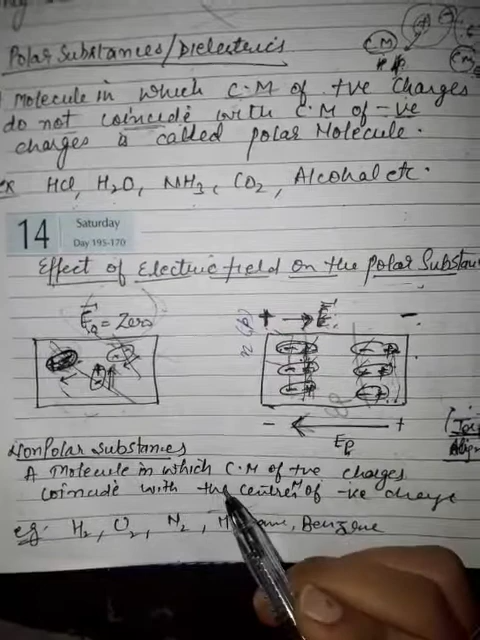 Polar Substances/Dielectrics
C.M
A Molecule in which C.M of +ve charges
do not coincide with C.M of -ve
charges is called polar Molecule.
ex HCl, H2O, NH3, CO2, Alcohal etc.
14 Saturday
Day 195-170
Effect of Electric field on the Polar Substan
E = Zero
+ → E -
- ← +
Ep
NonPolar Substances
A Molecule in which C.M of +ve charges
coincide with the centre of -ve charge
eg: H2, O2, N2, Benzene